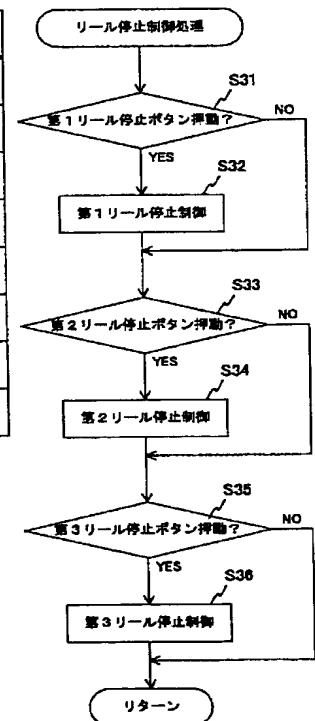 リール停止制御処理
S31
第1リール停止ボタン押動?
NO
YES
S32
第1リール停止制御
S33
第2リール停止ボタン押動?
NO
YES
S34
第2リール停止制御
S35
第3リール停止ボタン押動?
NO
YES
S36
第3リール停止制御
リターン